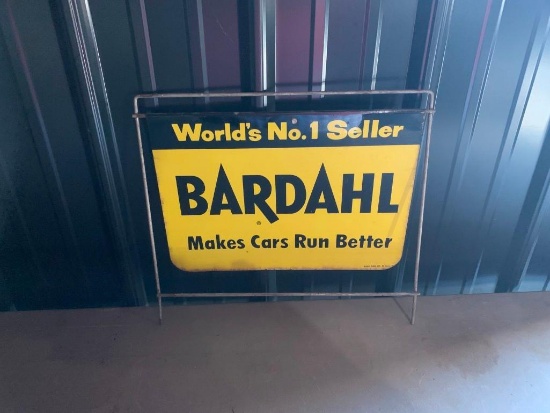 World's No.1 Seller
BARDAHL
Makes Cars Run Better